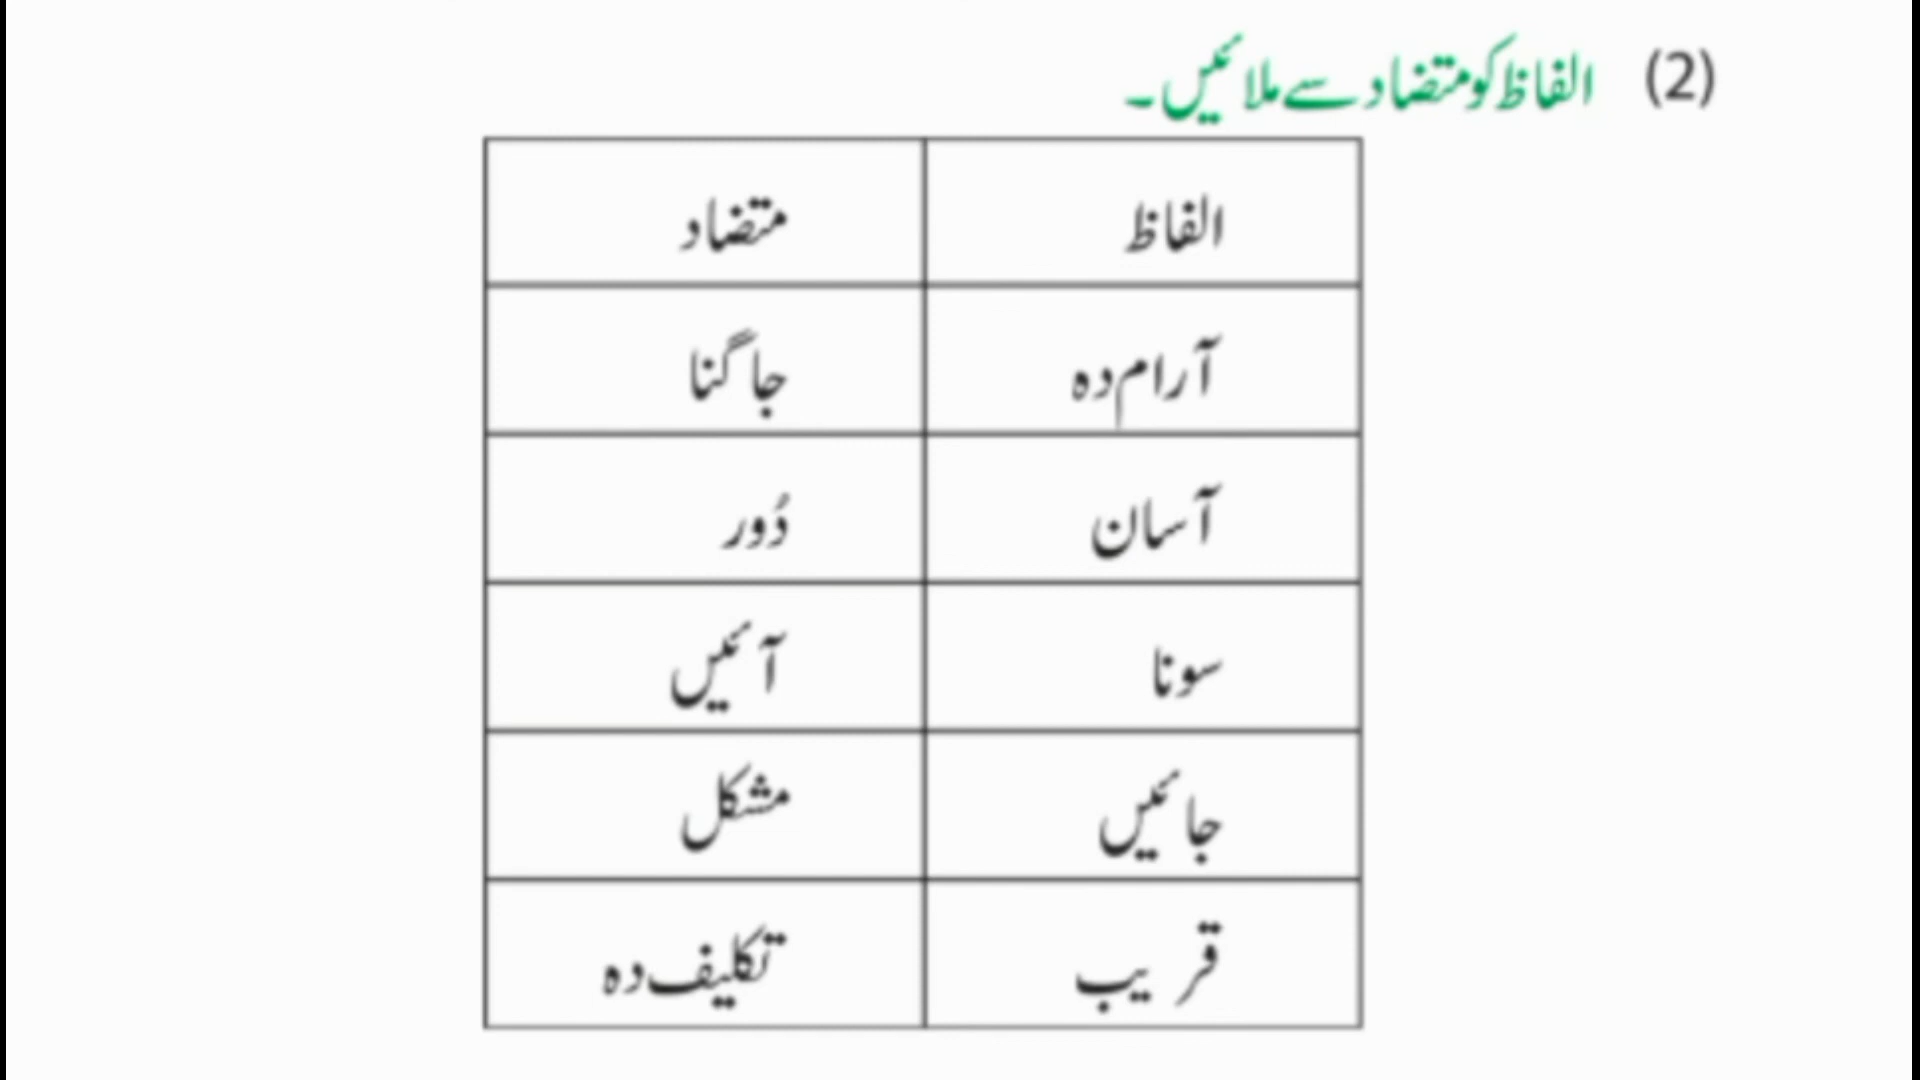 (2) الفاظ کو متضاد سے ملائیں۔
الفاظ متضاد
آرام دہ جاگنا
آسان دُور
سونا آئیں
جائیں مشکل
قریب تکلیف دہ